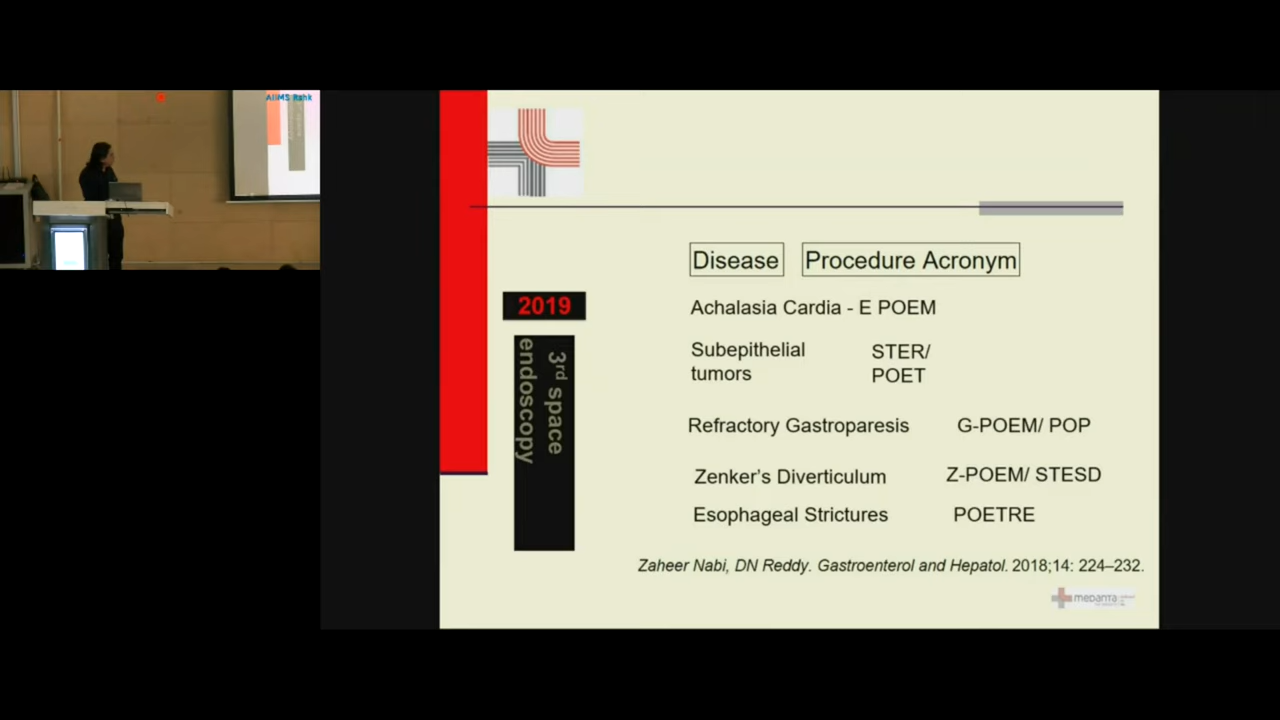 AIIMS Rshk
Disease Procedure Acronym
2019
Achalasia Cardia - E POEM
3rd space
endoscopy
Subepithelial
tumors
STER/
POET
Refractory Gastroparesis G-POEM/ POP
Zenker’s Diverticulum Z-POEM/ STESD
Esophageal Strictures POETRE
Zaheer Nabi, DN Reddy. Gastroenterol and Hepatol. 2018;14: 224–232.
medanta